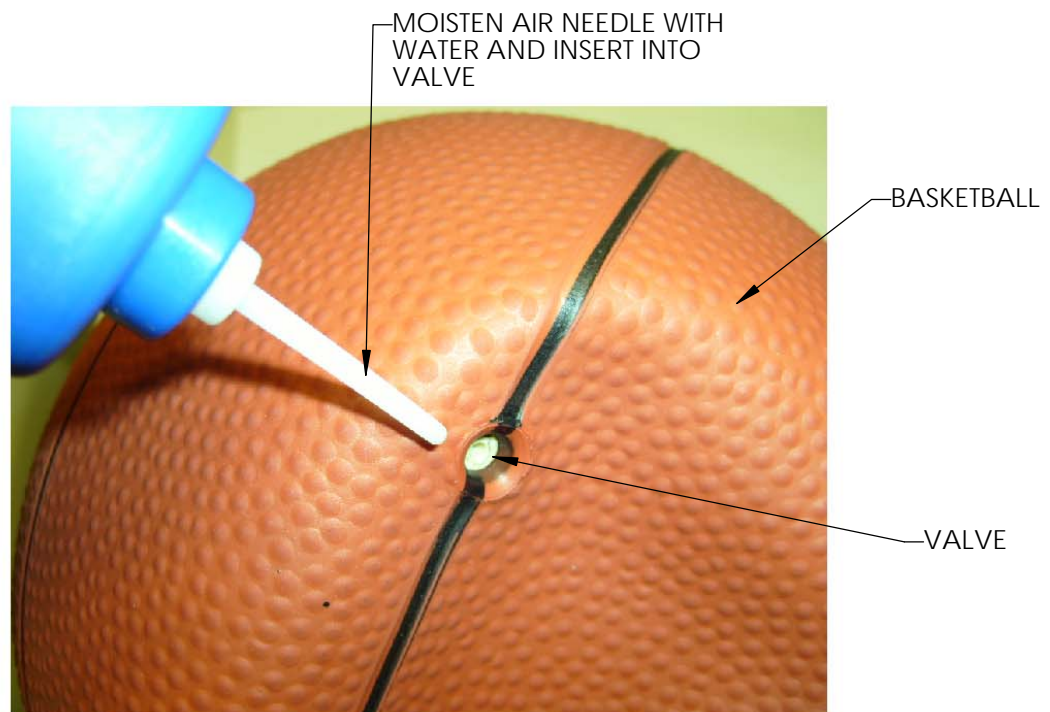 MOISTEN AIR NEEDLE WITH
WATER AND INSERT INTO
VALVE
BASKETBALL
VALVE